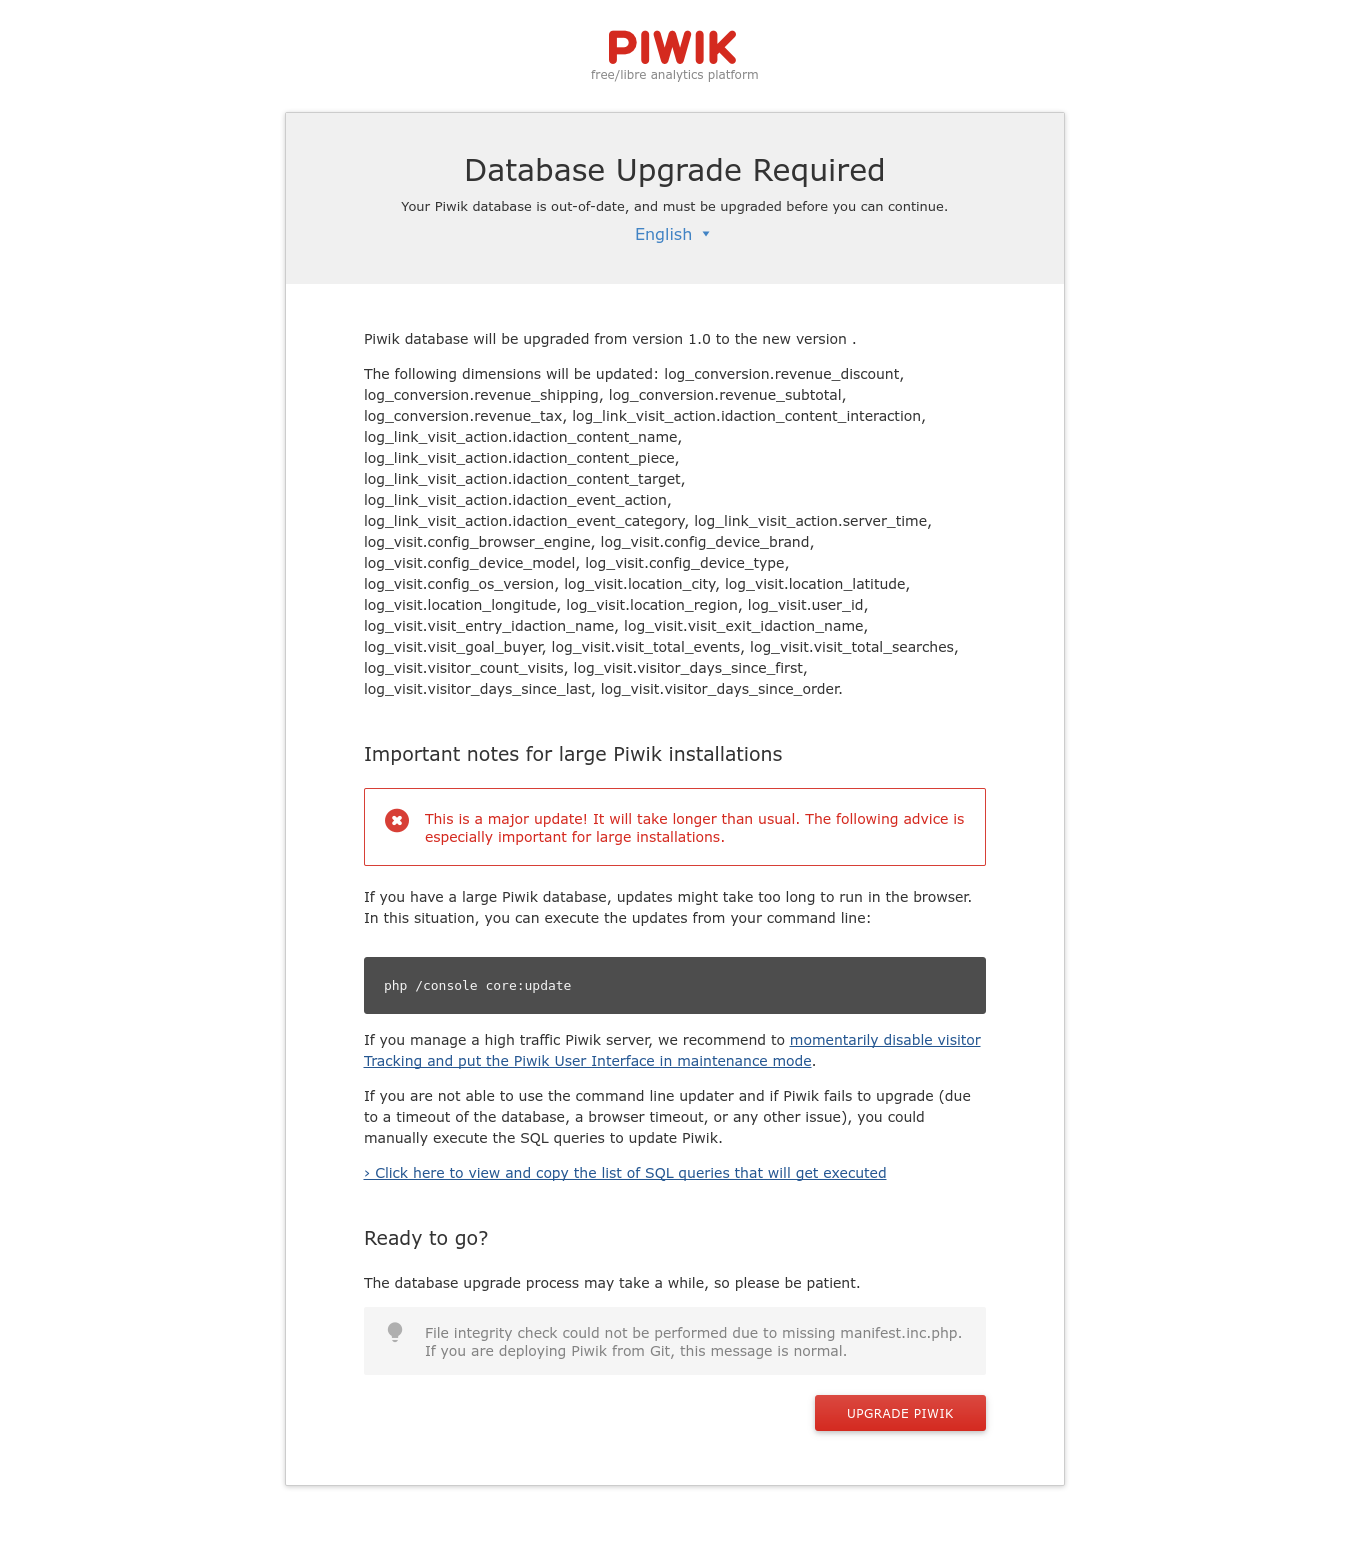 PIWIK
free/libre analytics platform
Database Upgrade Required
Your Piwik database is out-of-date, and must be upgraded before you can continue.
English
Piwik database will be upgraded from version 1.0 to the new version .
The following dimensions will be updated: log_conversion.revenue_discount,
log_conversion.revenue_shipping, log_conversion.revenue_subtotal,
log_conversion.revenue_tax, log_link_visit_action.idaction_content_interaction,
log_link_visit_action.idaction_content_name,
log_link_visit_action.idaction_content_piece,
log_link_visit_action.idaction_content_target,
log_link_visit_action.idaction_event_action,
log_link_visit_action.idaction_event_category, log_link_visit_action.server_time,
log_visit.config_browser_engine, log_visit.config_device_brand,
log_visit.config_device_model, log_visit.config_device_type,
log_visit.config_os_version, log_visit.location_city, log_visit.location_latitude,
log_visit.location_longitude, log_visit.location_region, log_visit.user_id,
log_visit.visit_entry_idaction_name, log_visit.visit_exit_idaction_name,
log_visit.visit_goal_buyer, log_visit.visit_total_events, log_visit.visit_total_searches,
log_visit.visitor_count_visits, log_visit.visitor_days_since_first,
log_visit.visitor_days_since_last, log_visit.visitor_days_since_order.
Important notes for large Piwik installations
This is a major update! It will take longer than usual. The following advice is
especially important for large installations.
If you have a large Piwik database, updates might take too long to run in the browser.
In this situation, you can execute the updates from your command line:
php /console core:update
If you manage a high traffic Piwik server, we recommend to momentarily disable visitor
Tracking and put the Piwik User Interface in maintenance mode.
If you are not able to use the command line updater and if Piwik fails to upgrade (due
to a timeout of the database, a browser timeout, or any other issue), you could
manually execute the SQL queries to update Piwik.
› Click here to view and copy the list of SQL queries that will get executed
Ready to go?
The database upgrade process may take a while, so please be patient.
File integrity check could not be performed due to missing manifest.inc.php.
If you are deploying Piwik from Git, this message is normal.
UPGRADE PIWIK